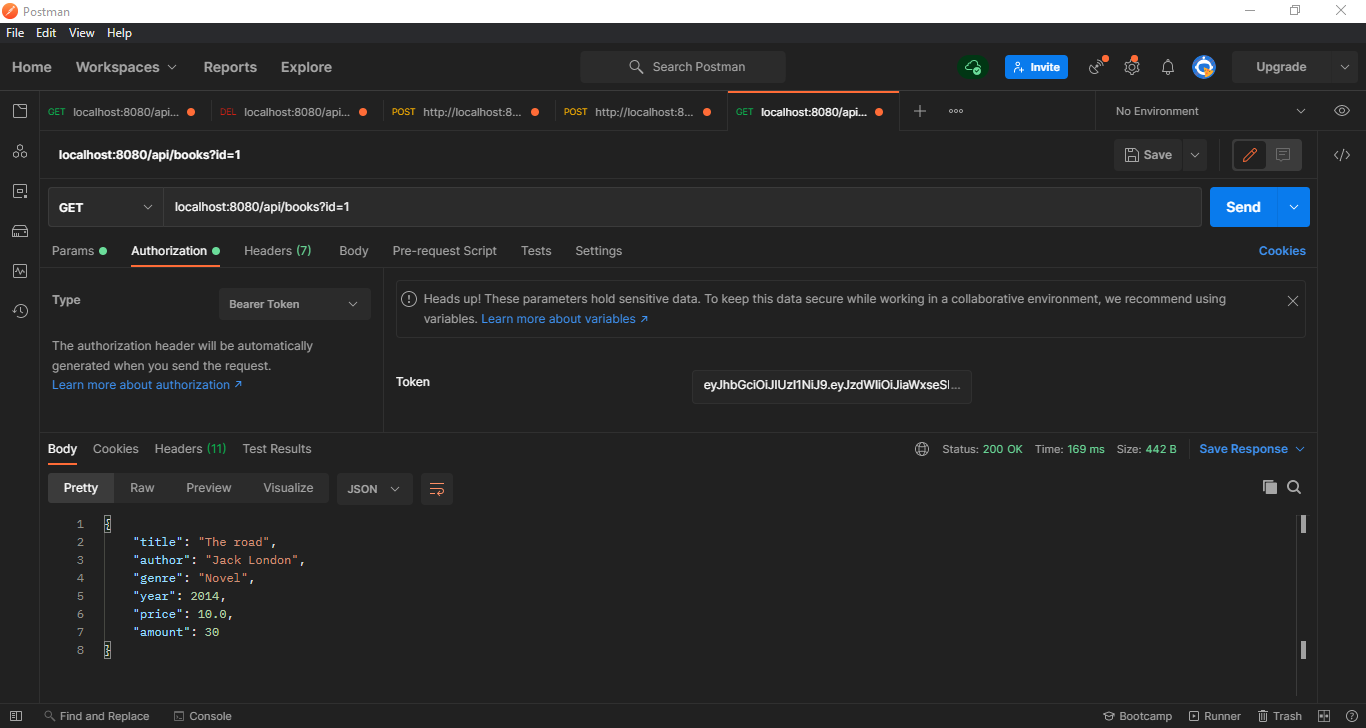 Postman
File Edit View Help
Home Workspaces Reports Explore Search Postman Invite Upgrade
GET localhost:8080/api... DEL localhost:8080/api... POST http://localhost:8... POST http://localhost:8... GET localhost:8080/api... No Environment
localhost:8080/api/books?id=1 Save
GET localhost:8080/api/books?id=1 Send
Params Authorization Headers (7) Body Pre-request Script Tests Settings Cookies
Type Bearer Token
Heads up! These parameters hold sensitive data. To keep this data secure while working in a collaborative environment, we recommend using
variables. Learn more about variables ↗
The authorization header will be automatically
generated when you send the request.
Learn more about authorization ↗
Token
Body Cookies Headers (11) Test Results Status: 200 OK Time: 169 ms Size: 442 B Save Response
Pretty Raw Preview Visualize JSON
1 {
2 "title": "The road",
3 "author": "Jack London",
4 "genre": "Novel",
5 "year": 2014,
6 "price": 10.0,
7 "amount": 30
8 }
Find and Replace Console Bootcamp Runner Trash